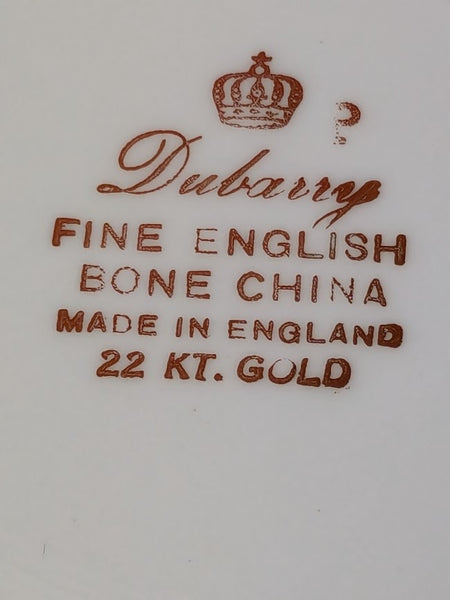 P
Dubarry
FINE ENGLISH
BONE CHINA
MADE IN ENGLAND
22 KT. GOLD